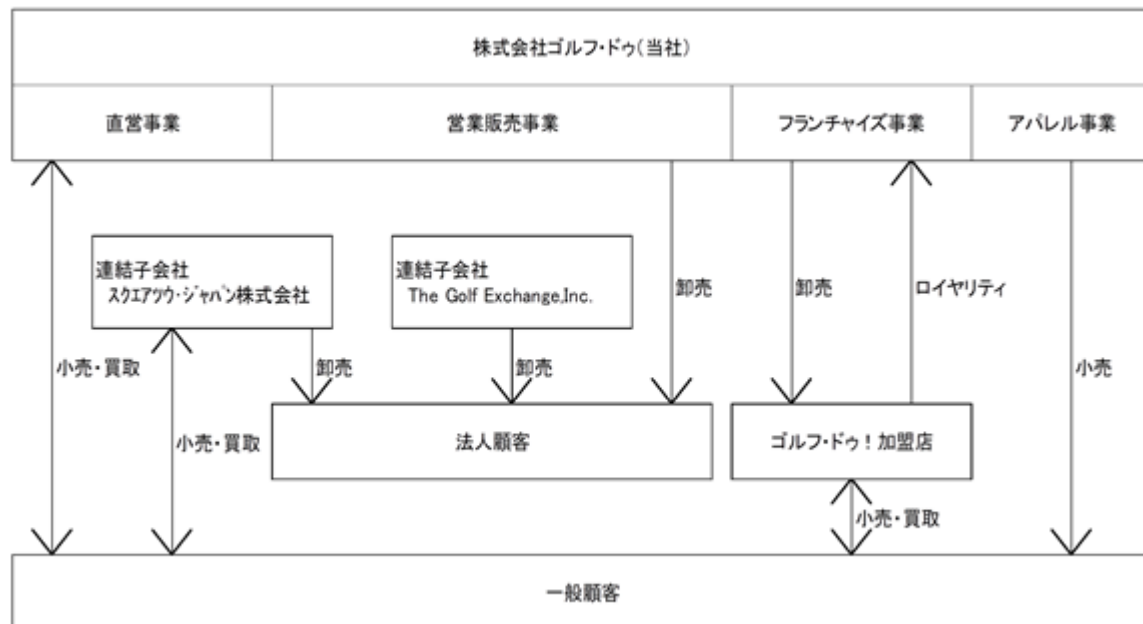 株式会社ゴルフ・ドゥ(当社)
直営事業
営業販売事業
フランチャイズ事業
アパレル事業
連結子会社
スクエアツウ・ジャパン株式会社
連結子会社
The Golf Exchange,Inc.
卸売
卸売
ロイヤリティ
小売・買取
卸売
卸売
小売
小売・買取
法人顧客
ゴルフ・ドゥ!加盟店
小売・買取
一般顧客